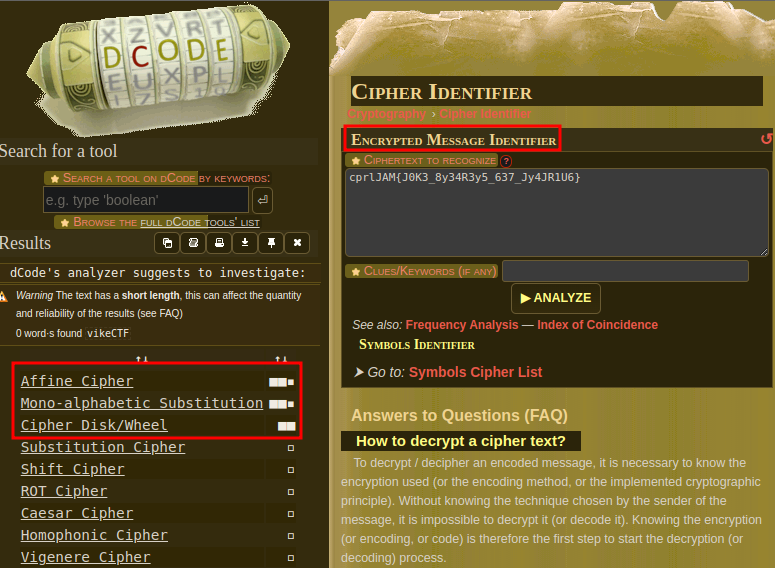 DCODE
Search for a tool
★ Search a tool on dCode by keywords:
e.g. type 'boolean'
★ Browse the full dCode tools' list
Results
dCode's analyzer suggests to investigate:
Warning The text has a short length, this can affect the quantity
and reliability of the results (see FAQ)
0 word·s found vikeCTF
↑↓ ↑↓
Affine Cipher ■■▪
Mono-alphabetic Substitution ■■▪
Cipher Disk/Wheel ■■
Substitution Cipher ▫
Shift Cipher ▫
ROT Cipher ▫
Caesar Cipher ▫
Homophonic Cipher ▫
Vigenere Cipher ▫
Cipher Identifier
Cryptography › Cipher Identifier
Encrypted Message Identifier
★ Ciphertext to recognize ?
cprlJAM{J0K3_8y34R3y5_637_Jy4JR1U6}
★ Clues/Keywords (if any)
▶ ANALYZE
See also: Frequency Analysis — Index of Coincidence
Symbols Identifier
➤ Go to: Symbols Cipher List
Answers to Questions (FAQ)
How to decrypt a cipher text?
To decrypt / decipher an encoded message, it is necessary to know the
encryption used (or the encoding method, or the implemented cryptographic
principle). Without knowing the technique chosen by the sender of the
message, it is impossible to decrypt it (or decode it). Knowing the encryption
(or encoding, or code) is therefore the first step to start the decryption (or
decoding) process.